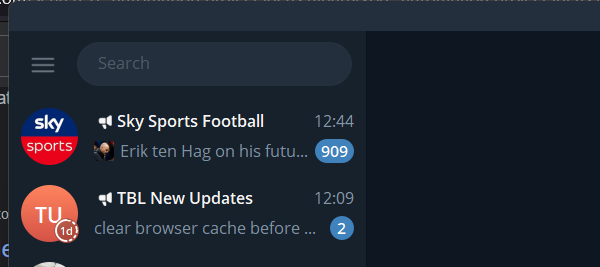 Search
sky
sports
Sky Sports Football
12:44
Erik ten Hag on his futu...
909
TU
1d
TBL New Updates
12:09
clear browser cache before ...
2